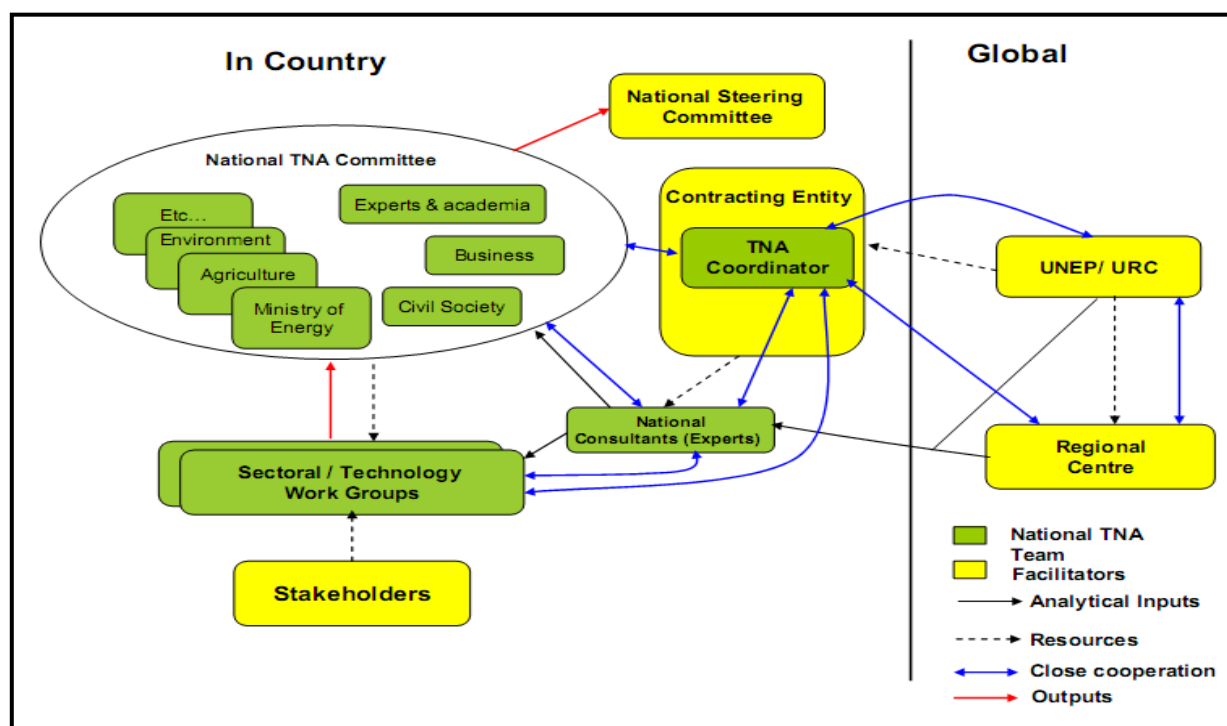 In Country
Global
National Steering
Committee
National TNA Committee
Etc...
Environment
Agriculture
Ministry of
Energy
Experts & academia
Business
Civil Society
Contracting Entity
TNA
Coordinator
UNEP/ URC
National
Consultants (Experts)
Regional
Centre
Sectoral / Technology
Work Groups
Stakeholders
National TNA
Team
Facilitators
Analytical Inputs
Resources
Close cooperation
Outputs